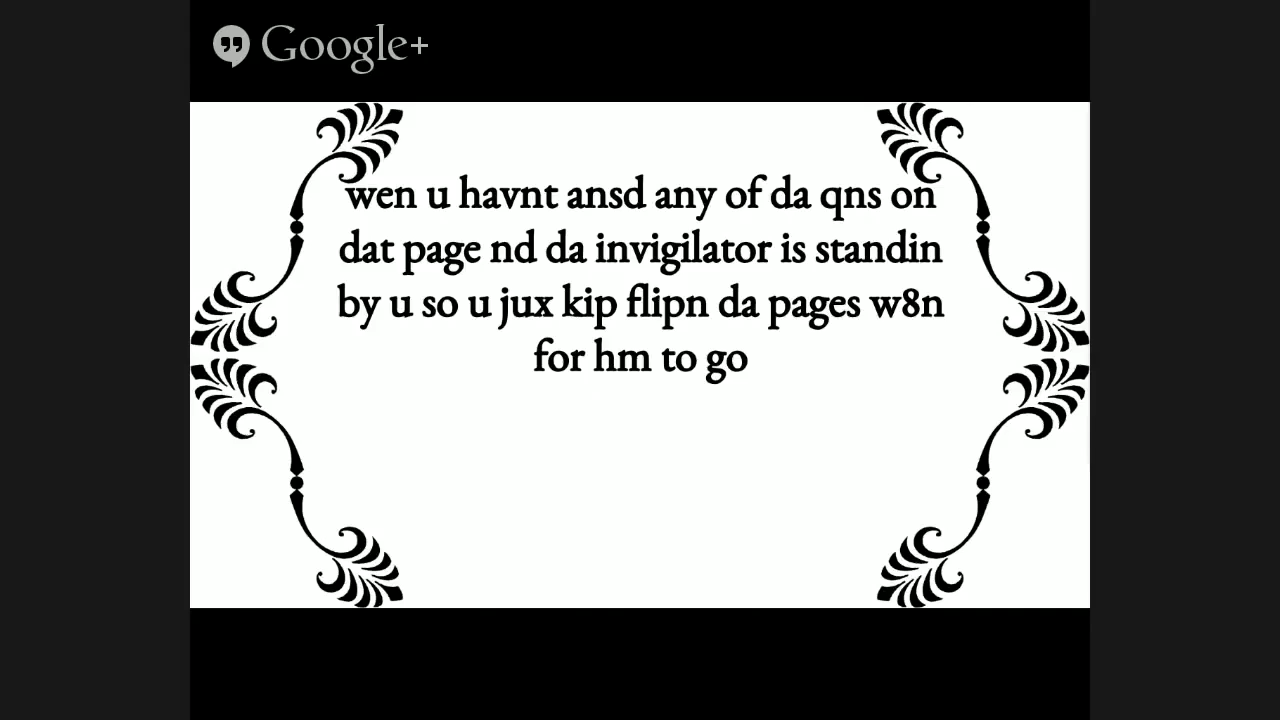 Google+
wen u havnt ansd any of da qns on
dat page nd da invigilator is standin
by u so u jux kip flipn da pages w8n
for hm to go